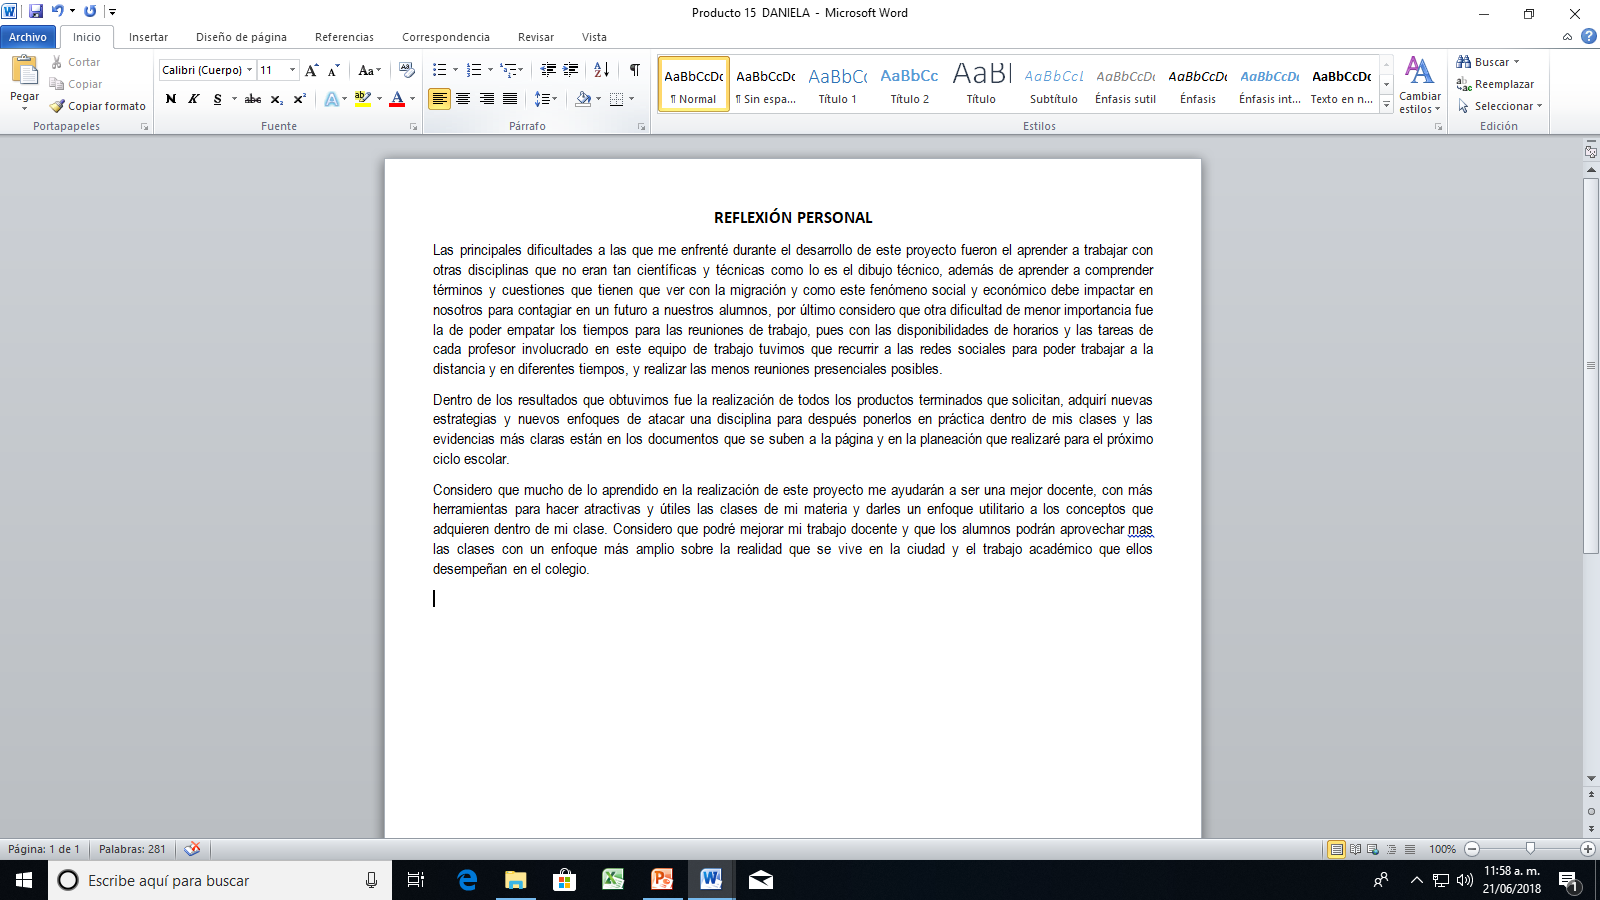 Producto 15 DANIELA - Microsoft Word
Archivo Inicio Insertar Diseño de página Referencias Correspondencia Revisar Vista
Pegar
Cortar
Copiar
Copiar formato
Portapapeles
Calibri (Cuerpo) 11
N K S abc x₂ x²
Fuente
Párrafo
AaBbCcDc AaBbCcDc AaBbCc AaBbCc AaBl AaBbCcL AaBbCcDc AaBbCcDc AaBbCcDc AaBbCcDc
¶ Normal ¶ Sin espa... Título 1 Título 2 Título Subtítulo Énfasis sutil Énfasis Énfasis int... Texto en n...
Estilos
Cambiar estilos
Buscar
Reemplazar
Seleccionar
Edición
REFLEXIÓN PERSONAL
Las principales dificultades a las que me enfrenté durante el desarrollo de este proyecto fueron el aprender a trabajar con
otras disciplinas que no eran tan científicas y técnicas como lo es el dibujo técnico, además de aprender a comprender
términos y cuestiones que tienen que ver con la migración y como este fenómeno social y económico debe impactar en
nosotros para contagiar en un futuro a nuestros alumnos, por último considero que otra dificultad de menor importancia fue
la de poder empatar los tiempos para las reuniones de trabajo, pues con las disponibilidades de horarios y las tareas de
cada profesor involucrado en este equipo de trabajo tuvimos que recurrir a las redes sociales para poder trabajar a la
distancia y en diferentes tiempos, y realizar las menos reuniones presenciales posibles.
Dentro de los resultados que obtuvimos fue la realización de todos los productos terminados que solicitan, adquirí nuevas
estrategias y nuevos enfoques de atacar una disciplina para después ponerlos en práctica dentro de mis clases y las
evidencias más claras están en los documentos que se suben a la página y en la planeación que realizaré para el próximo
ciclo escolar.
Considero que mucho de lo aprendido en la realización de este proyecto me ayudarán a ser una mejor docente, con más
herramientas para hacer atractivas y útiles las clases de mi materia y darles un enfoque utilitario a los conceptos que
adquieren dentro de mi clase. Considero que podré mejorar mi trabajo docente y que los alumnos podrán aprovechar mas
las clases con un enfoque más amplio sobre la realidad que se vive en la ciudad y el trabajo académico que ellos
desempeñan en el colegio.
Página: 1 de 1 Palabras: 281
100%
Escribe aquí para buscar
11:58 a. m.
21/06/2018
1